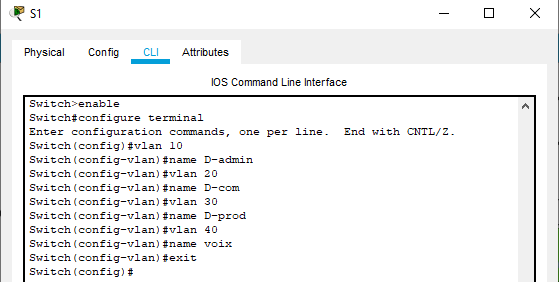 S1
Physical Config CLI Attributes
IOS Command Line Interface
Switch>enable
Switch#configure terminal
Enter configuration commands, one per line.  End with CNTL/Z.
Switch(config)#vlan 10
Switch(config-vlan)#name D-admin
Switch(config-vlan)#vlan 20
Switch(config-vlan)#name D-com
Switch(config-vlan)#vlan 30
Switch(config-vlan)#name D-prod
Switch(config-vlan)#vlan 40
Switch(config-vlan)#name voix
Switch(config-vlan)#exit
Switch(config)#